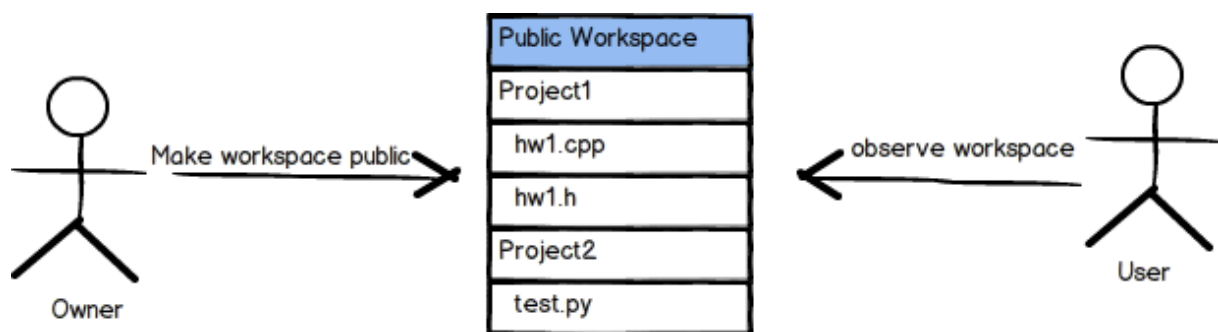 Public Workspace
Project1
hw1.cpp
hw1.h
Project2
test.py
Make workspace public
Owner
observe workspace
User